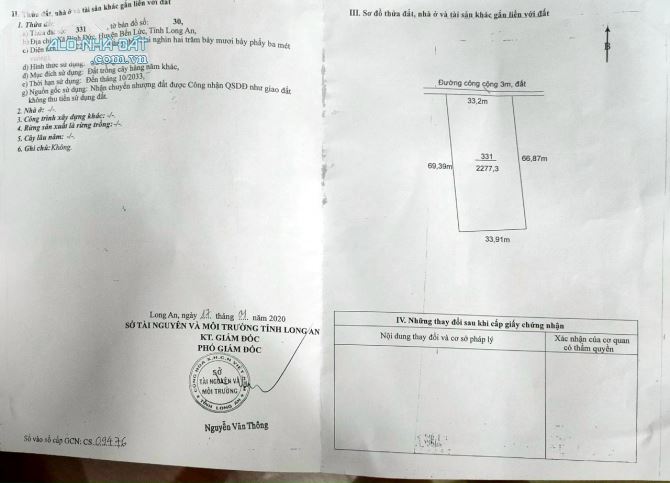 II. Thửa đất, nhà ở và tài sản khác gắn liền với đất
1. Thửa đất:
a) Thửa đất số: 331, tờ bản đồ số: 30,
b) Địa chỉ: Xã Bình Đức, Huyện Bến Lức, Tỉnh Long An,
c) Diện tích: nghìn hai trăm bảy mươi bảy phẩy ba mét
vuông)
ALO-NHÀ ĐẤT
.com.vn
d) Hình thức sử dụng:
đ) Mục đích sử dụng: Đất trồng cây hàng năm khác,
e) Thời hạn sử dụng: Đến tháng 10/2033,
g) Nguồn gốc sử dụng: Nhận chuyển nhượng đất được Công nhận QSDĐ như giao đất
không thu tiền sử dụng đất.
2. Nhà ở: -/-.
3. Công trình xây dựng khác: -/-.
4. Rừng sản xuất là rừng trồng: -/-.
5. Cây lâu năm: -/-.
6. Ghi chú: Không.
Long An, ngày 17 tháng 01 năm 2020
SỞ TÀI NGUYÊN VÀ MÔI TRƯỜNG TỈNH LONG AN
KT. GIÁM ĐỐC
PHÓ GIÁM ĐỐC
CỘNG HÒA X.H.C.N VIỆT
SỞ
TÀI NGUYÊN VÀ
MÔI TRƯỜNG
TỈNH LONG AN
Nguyễn Văn Thông
Số vào sổ cấp GCN: CS 09476
III. Sơ đồ thửa đất, nhà ở và tài sản khác gắn liền với đất
B
Đường công cộng 3m, đất
33,2m
69,39m
331
2277,3
66,87m
33,91m
IV. Những thay đổi sau khi cấp giấy chứng nhận
Nội dung thay đổi và cơ sở pháp lý
Xác nhận của cơ quan
có thẩm quyền